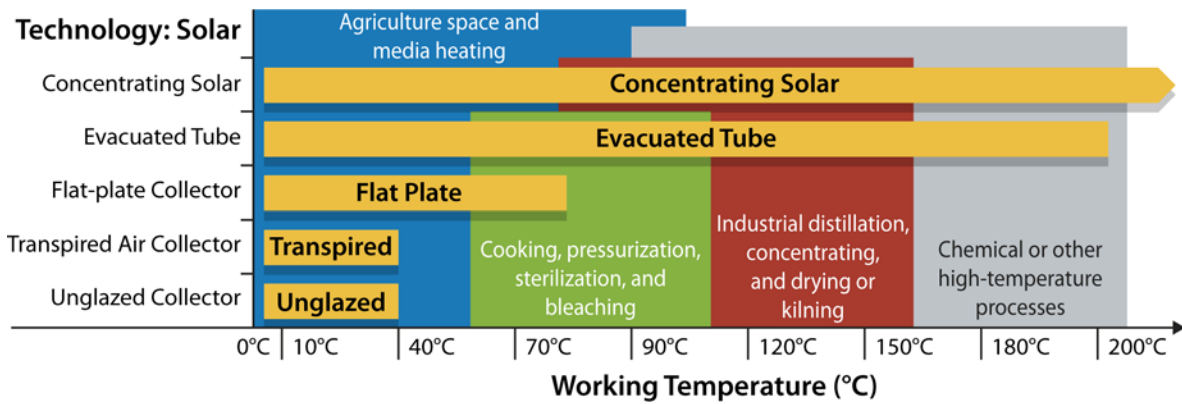 Technology: Solar
Agriculture space and
media heating
Concentrating Solar
Concentrating Solar
Evacuated Tube
Evacuated Tube
Flat-plate Collector
Flat Plate
Transpired Air Collector
Transpired
Unglazed Collector
Unglazed
Cooking, pressurization,
sterilization, and
bleaching
Industrial distillation,
concentrating,
and drying or
kilning
Chemical or other
high-temperature
processes
0°C 10°C 40°C 70°C 90°C 120°C 150°C 180°C 200°C
Working Temperature (°C)